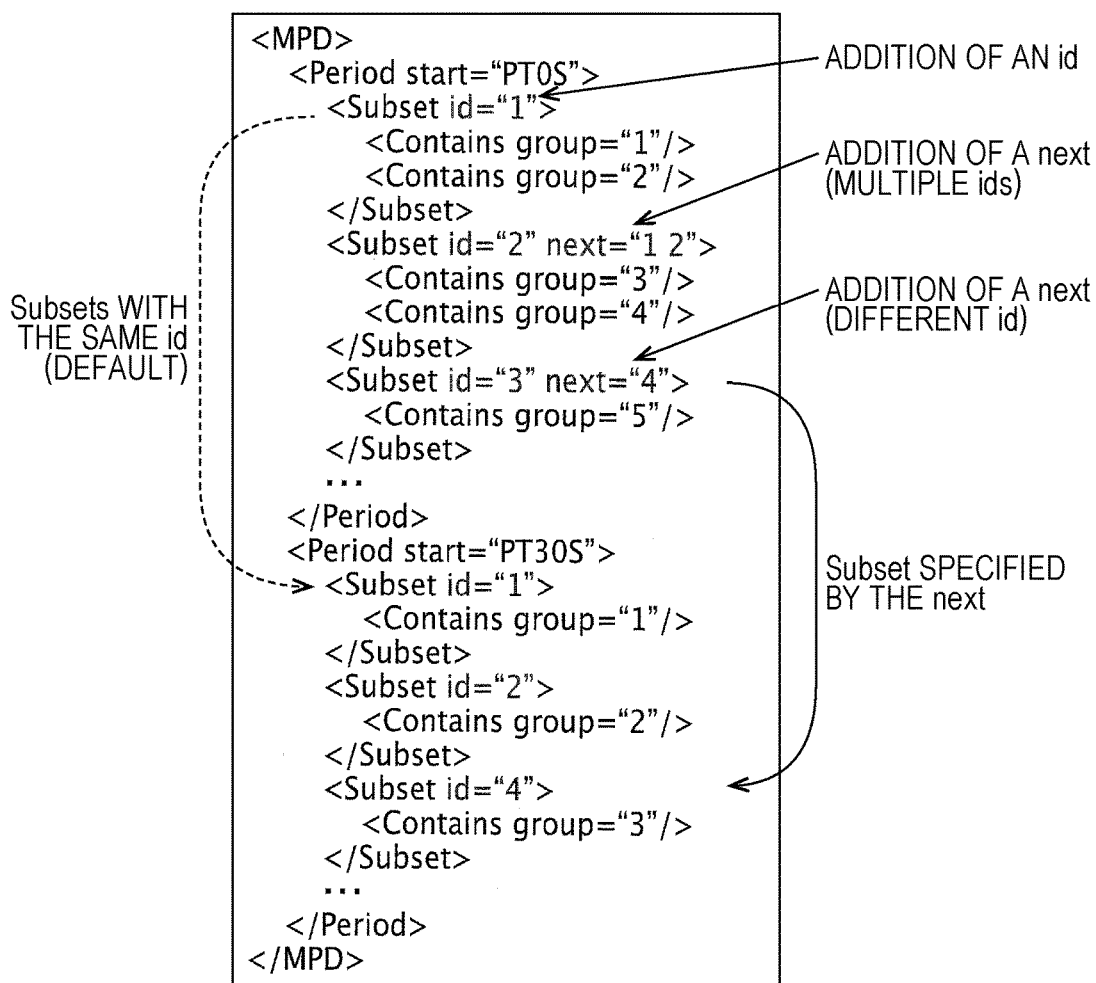 <MPD>
<Period start=“PT0S”>
<Subset id=“1”>
<Contains group=“1”/>
<Contains group=“2”/>
</Subset>
<Subset id=“2” next=“1 2”>
<Contains group=“3”/>
<Contains group=“4”/>
</Subset>
<Subset id=“3” next=“4”>
<Contains group=“5”/>
</Subset>
...
</Period>
<Period start=“PT30S”>
<Subset id=“1”>
<Contains group=“1”/>
</Subset>
<Subset id=“2”>
<Contains group=“2”/>
</Subset>
<Subset id=“4”>
<Contains group=“3”/>
</Subset>
...
</Period>
</MPD>
Subsets WITH
THE SAME id
(DEFAULT)
ADDITION OF AN id
ADDITION OF A next
(MULTIPLE ids)
ADDITION OF A next
(DIFFERENT id)
Subset SPECIFIED
BY THE next